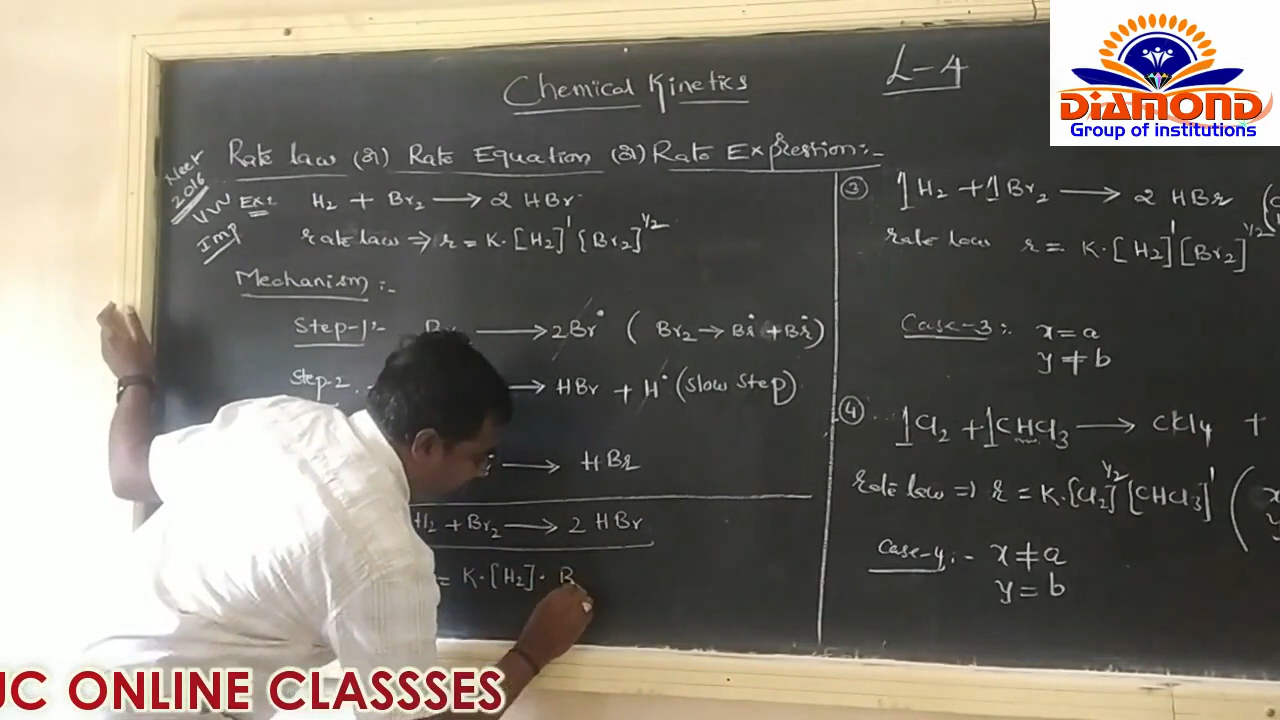 Chemical Kinetics
L-4
DIAMOND
Group of institutions
Rate law (or) Rate Equation (or) Rate Expression:-
Neet
2016
Imp
Ex:
H₂ + Br₂ ⟶ 2 HBr
rate law ⇒ r = K·[H₂]¹ [Br₂]^1/2
Mechanism:-
Step-1:- Br ⟶ 2Br• (Br₂ → Br• + Br•)
Step-2 ⟶ HBr + H• (Slow Step)
⟶ HBr
H₂ + Br₂ ⟶ 2 HBr
= K·[H₂]· B
③ 1H₂ + 1Br₂ ⟶ 2 HBr
rate law r = K·[H₂]¹[Br₂]^1/2
Case-3:- x = a
y ≠ b
④ 1Cl₂ + 1CHCl₃ ⟶ CCl₄ +
rate law ⇒ r = K·[Cl₂]^1/2 [CHCl₃]¹ (
Case-4:- x ≠ a
y = b
JC ONLINE CLASSSES